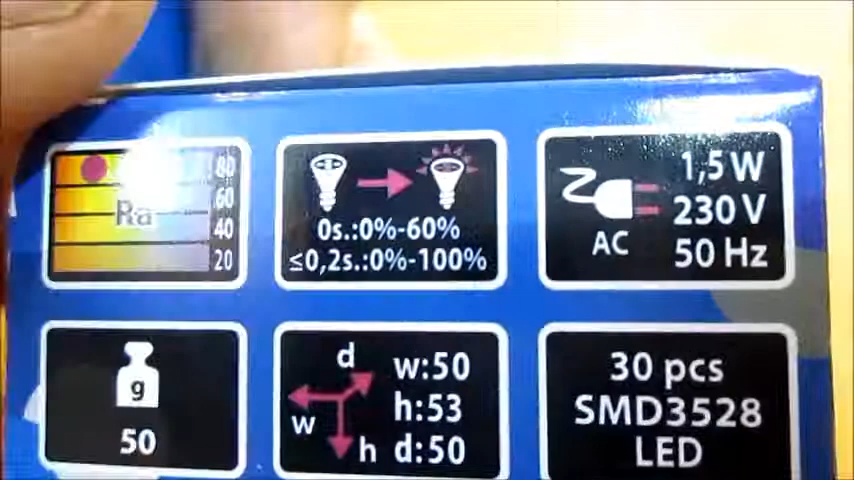 80
60
Ra
40
20
0s.:0%-60%
≤0,2s.:0%-100%
AC
1,5 W
230 V
50 Hz
g
50
d
w
h
w:50
h:53
d:50
30 pcs
SMD3528
LED